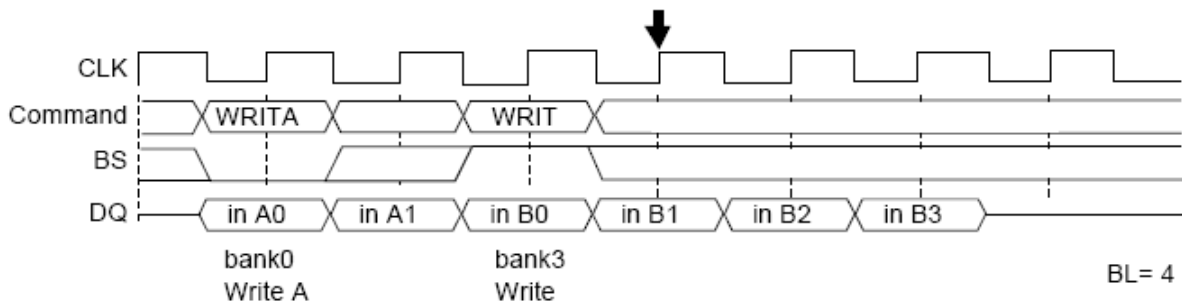 CLK
Command WRITA WRIT
BS
DQ in A0 in A1 in B0 in B1 in B2 in B3
bank0 bank3
Write A Write
BL= 4